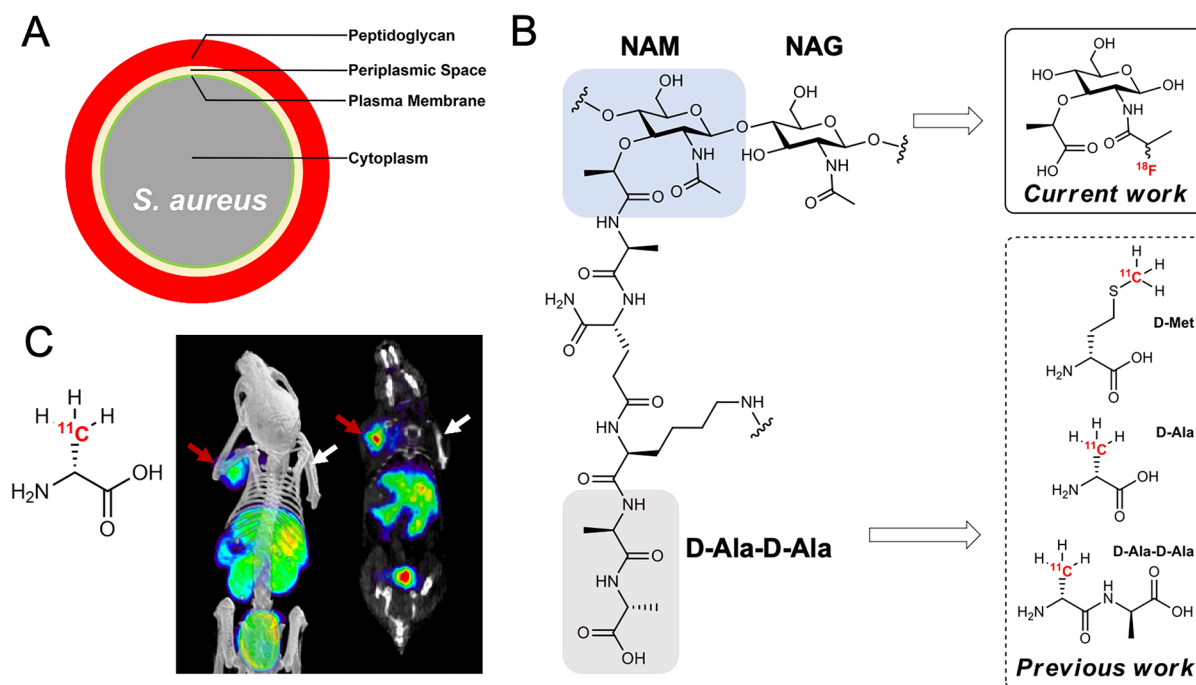 A
Peptidoglycan
Periplasmic Space
Plasma Membrane
Cytoplasm
S. aureus
B
NAM
NAG
OH
O
O
O
O
NH
O
O
O
HN
OH
O
HO
O
NH
O
O
O
HN
H₂N
O
NH
O
HN
O
NH
O
NH
O
HN
O
OH
D-Ala-D-Ala
OH
HO
O
OH
O
NH
HO
O
O
18F
Current work
H
11C
H
H
S
D-Met
H₂N
OH
O
H
H
11C
H
D-Ala
H₂N
OH
O
D-Ala-D-Ala
H
H
11C
H
H₂N
O
H
N
O
OH
Previous work
C
H
H
11C
H
H₂N
OH
O